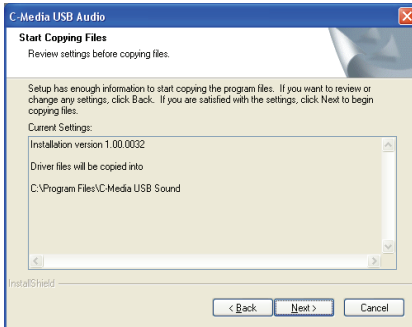 C-Media USB Audio
Start Copying Files
Review settings before copying files.
Setup has enough information to start copying the program files. If you want to review or
change any settings, click Back. If you are satisfied with the settings, click Next to begin
copying files.
Current Settings:
Installation version 1.00.0032
Driver files will be copied into
C:\Program Files\C-Media USB Sound
InstallShield
< Back Next > Cancel